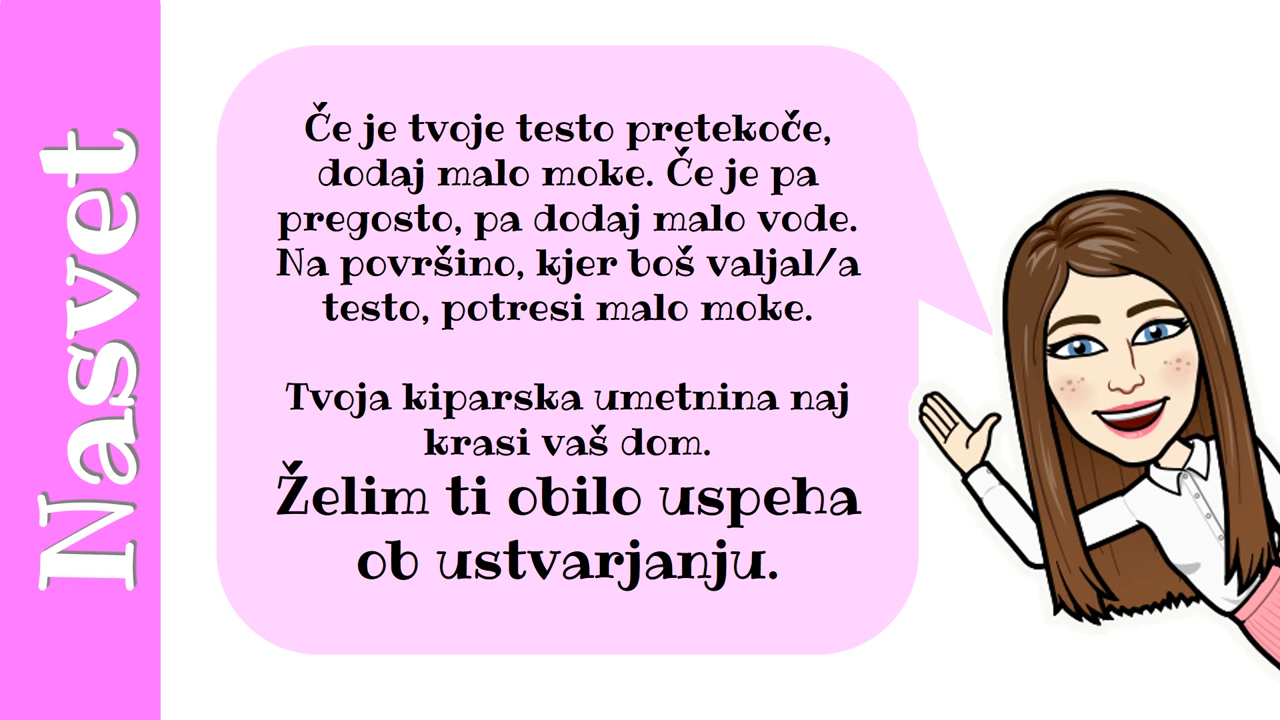 Nasvet
Če je tvoje testo pretekoče,
dodaj malo moke. Če je pa
pregosto, pa dodaj malo vode.
Na površino, kjer boš valjal/a
testo, potresi malo moke.
Tvoja kiparska umetnina naj
krasi vaš dom.
Želim ti obilo uspeha
ob ustvarjanju.